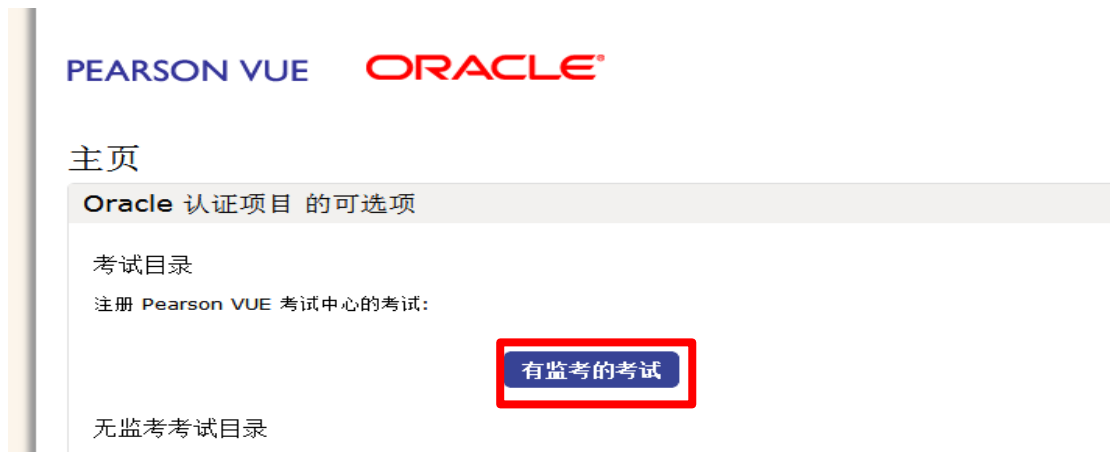 PEARSON VUE ORACLE®
主页
Oracle 认证项目 的可选项
考试目录
注册 Pearson VUE 考试中心的考试:
有监考的考试
无监考考试目录